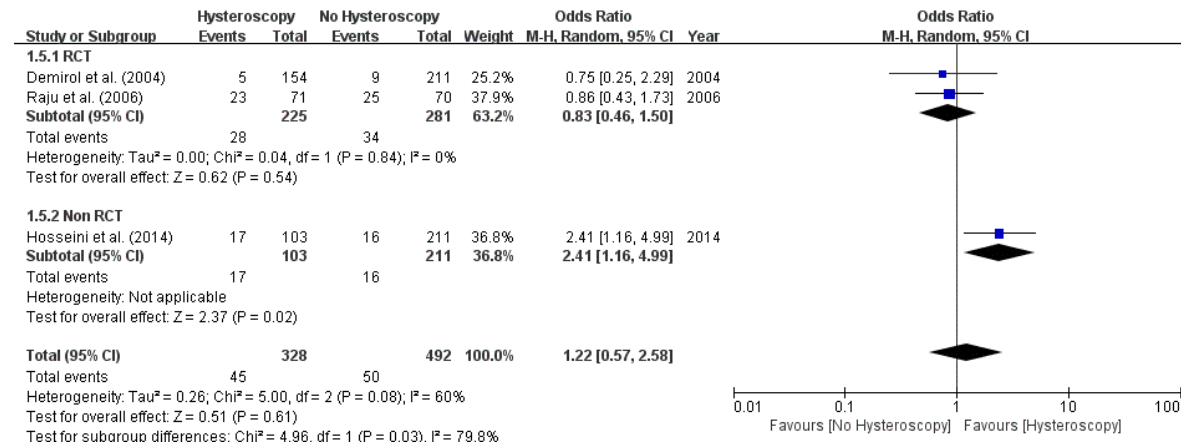 Hysteroscopy No Hysteroscopy Odds Ratio Odds Ratio
Study or Subgroup Events Total Events Total Weight M-H, Random, 95% CI Year M-H, Random, 95% CI
1.5.1 RCT
Demirol et al. (2004) 5 154 9 211 25.2% 0.75 [0.25, 2.29] 2004
Raju et al. (2006) 23 71 25 70 37.9% 0.86 [0.43, 1.73] 2006
Subtotal (95% CI) 225 281 63.2% 0.83 [0.46, 1.50]
Total events 28 34
Heterogeneity: Tau² = 0.00; Chi² = 0.04, df = 1 (P = 0.84); I² = 0%
Test for overall effect: Z = 0.62 (P = 0.54)
1.5.2 Non RCT
Hosseini et al. (2014) 17 103 16 211 36.8% 2.41 [1.16, 4.99] 2014
Subtotal (95% CI) 103 211 36.8% 2.41 [1.16, 4.99]
Total events 17 16
Heterogeneity: Not applicable
Test for overall effect: Z = 2.37 (P = 0.02)
Total (95% CI) 328 492 100.0% 1.22 [0.57, 2.58]
Total events 45 50
Heterogeneity: Tau² = 0.26; Chi² = 5.00, df = 2 (P = 0.08); I² = 60%
Test for overall effect: Z = 0.51 (P = 0.61)
Test for subgroup differences: Chi² = 4.96, df = 1 (P = 0.03), I² = 79.8%
0.01 0.1 1 10 100
Favours [No Hysteroscopy] Favours [Hysteroscopy]